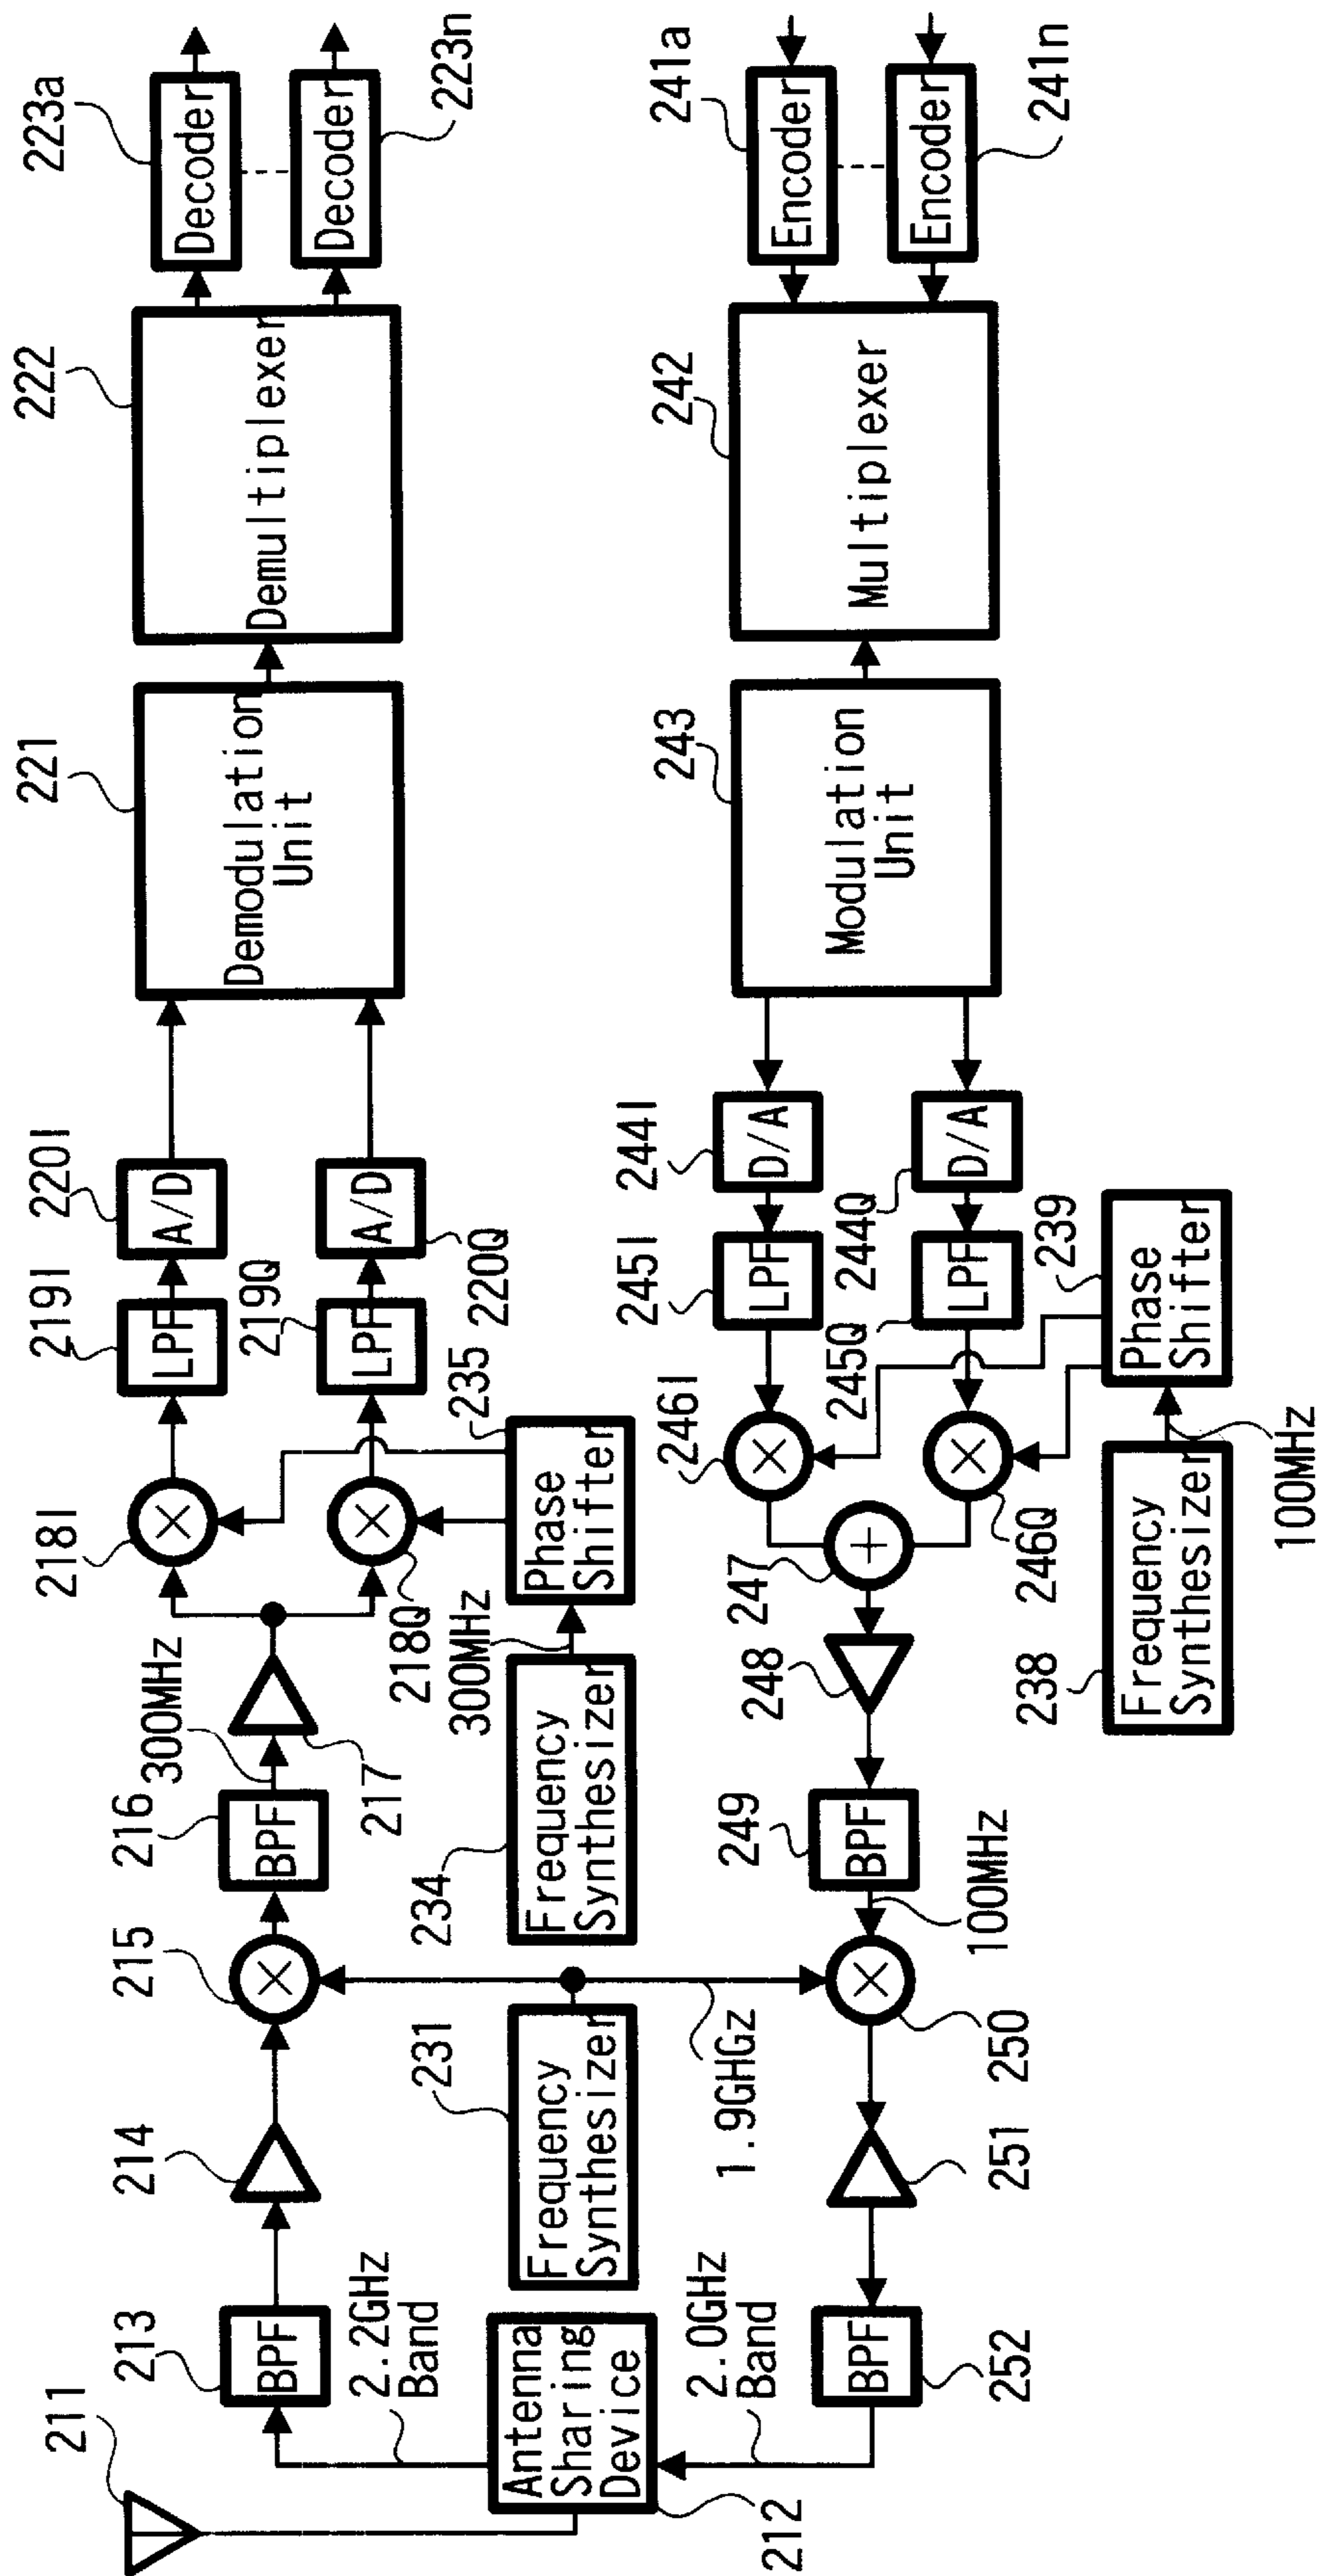 211
213
BPF
214
215
216
BPF
300MHz
217
218I
219I
LPF
220I
A/D
221
Demodulation
Unit
222
Demultiplexer
223a
Decoder
Decoder
223n
2.2GHz
Band
218Q
219Q
LPF
220Q
A/D
Antenna
Sharing
Device
212
231
Frequency
Synthesizer
234
Frequency
Synthesizer
300MHz
235
Phase
Shifter
2.0GHz
Band
1.9GHGz
252
BPF
251
250
100MHz
249
BPF
248
247
246I
245I
LPF
244I
D/A
243
Modulation
Unit
242
Multiplexer
241a
Encoder
Encoder
241n
246Q
245Q
LPF
244Q
D/A
238
Frequency
Synthesizer
100MHz
239
Phase
Shifter